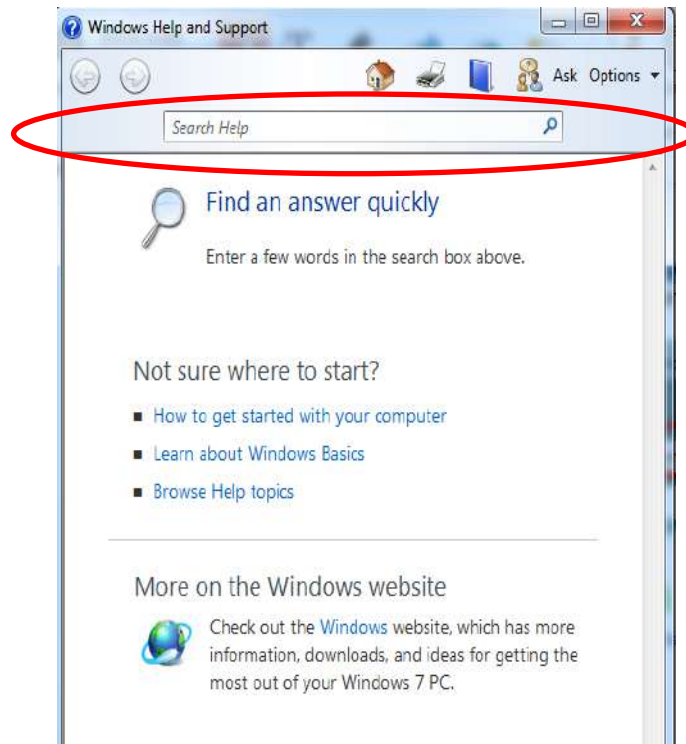 Windows Help and Support
Ask Options
Search Help
Find an answer quickly
Enter a few words in the search box above.
Not sure where to start?
How to get started with your computer
Learn about Windows Basics
Browse Help topics
More on the Windows website
Check out the Windows website, which has more
information, downloads, and ideas for getting the
most out of your Windows 7 PC.